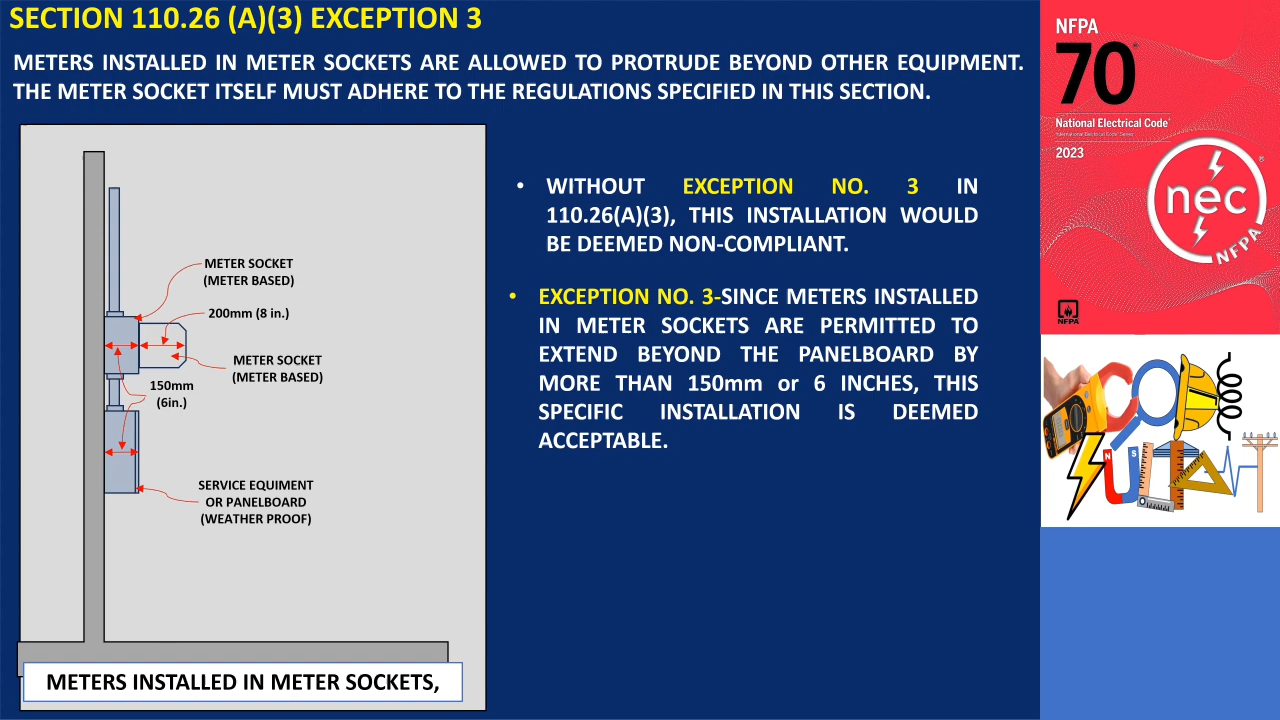 SECTION 110.26 (A)(3) EXCEPTION 3
METERS INSTALLED IN METER SOCKETS ARE ALLOWED TO PROTRUDE BEYOND OTHER EQUIPMENT.
THE METER SOCKET ITSELF MUST ADHERE TO THE REGULATIONS SPECIFIED IN THIS SECTION.
METER SOCKET
(METER BASED)
200mm (8 in.)
METER SOCKET
(METER BASED)
150mm
(6in.)
SERVICE EQUIMENT
OR PANELBOARD
(WEATHER PROOF)
METERS INSTALLED IN METER SOCKETS,
• WITHOUT EXCEPTION NO. 3 IN
110.26(A)(3), THIS INSTALLATION WOULD
BE DEEMED NON-COMPLIANT.
• EXCEPTION NO. 3-SINCE METERS INSTALLED
IN METER SOCKETS ARE PERMITTED TO
EXTEND BEYOND THE PANELBOARD BY
MORE THAN 150mm or 6 INCHES, THIS
SPECIFIC INSTALLATION IS DEEMED
ACCEPTABLE.
NFPA
70®
National Electrical Code®
International Electrical Code® Series
2023
nec®
NFPA
NFPA
N S